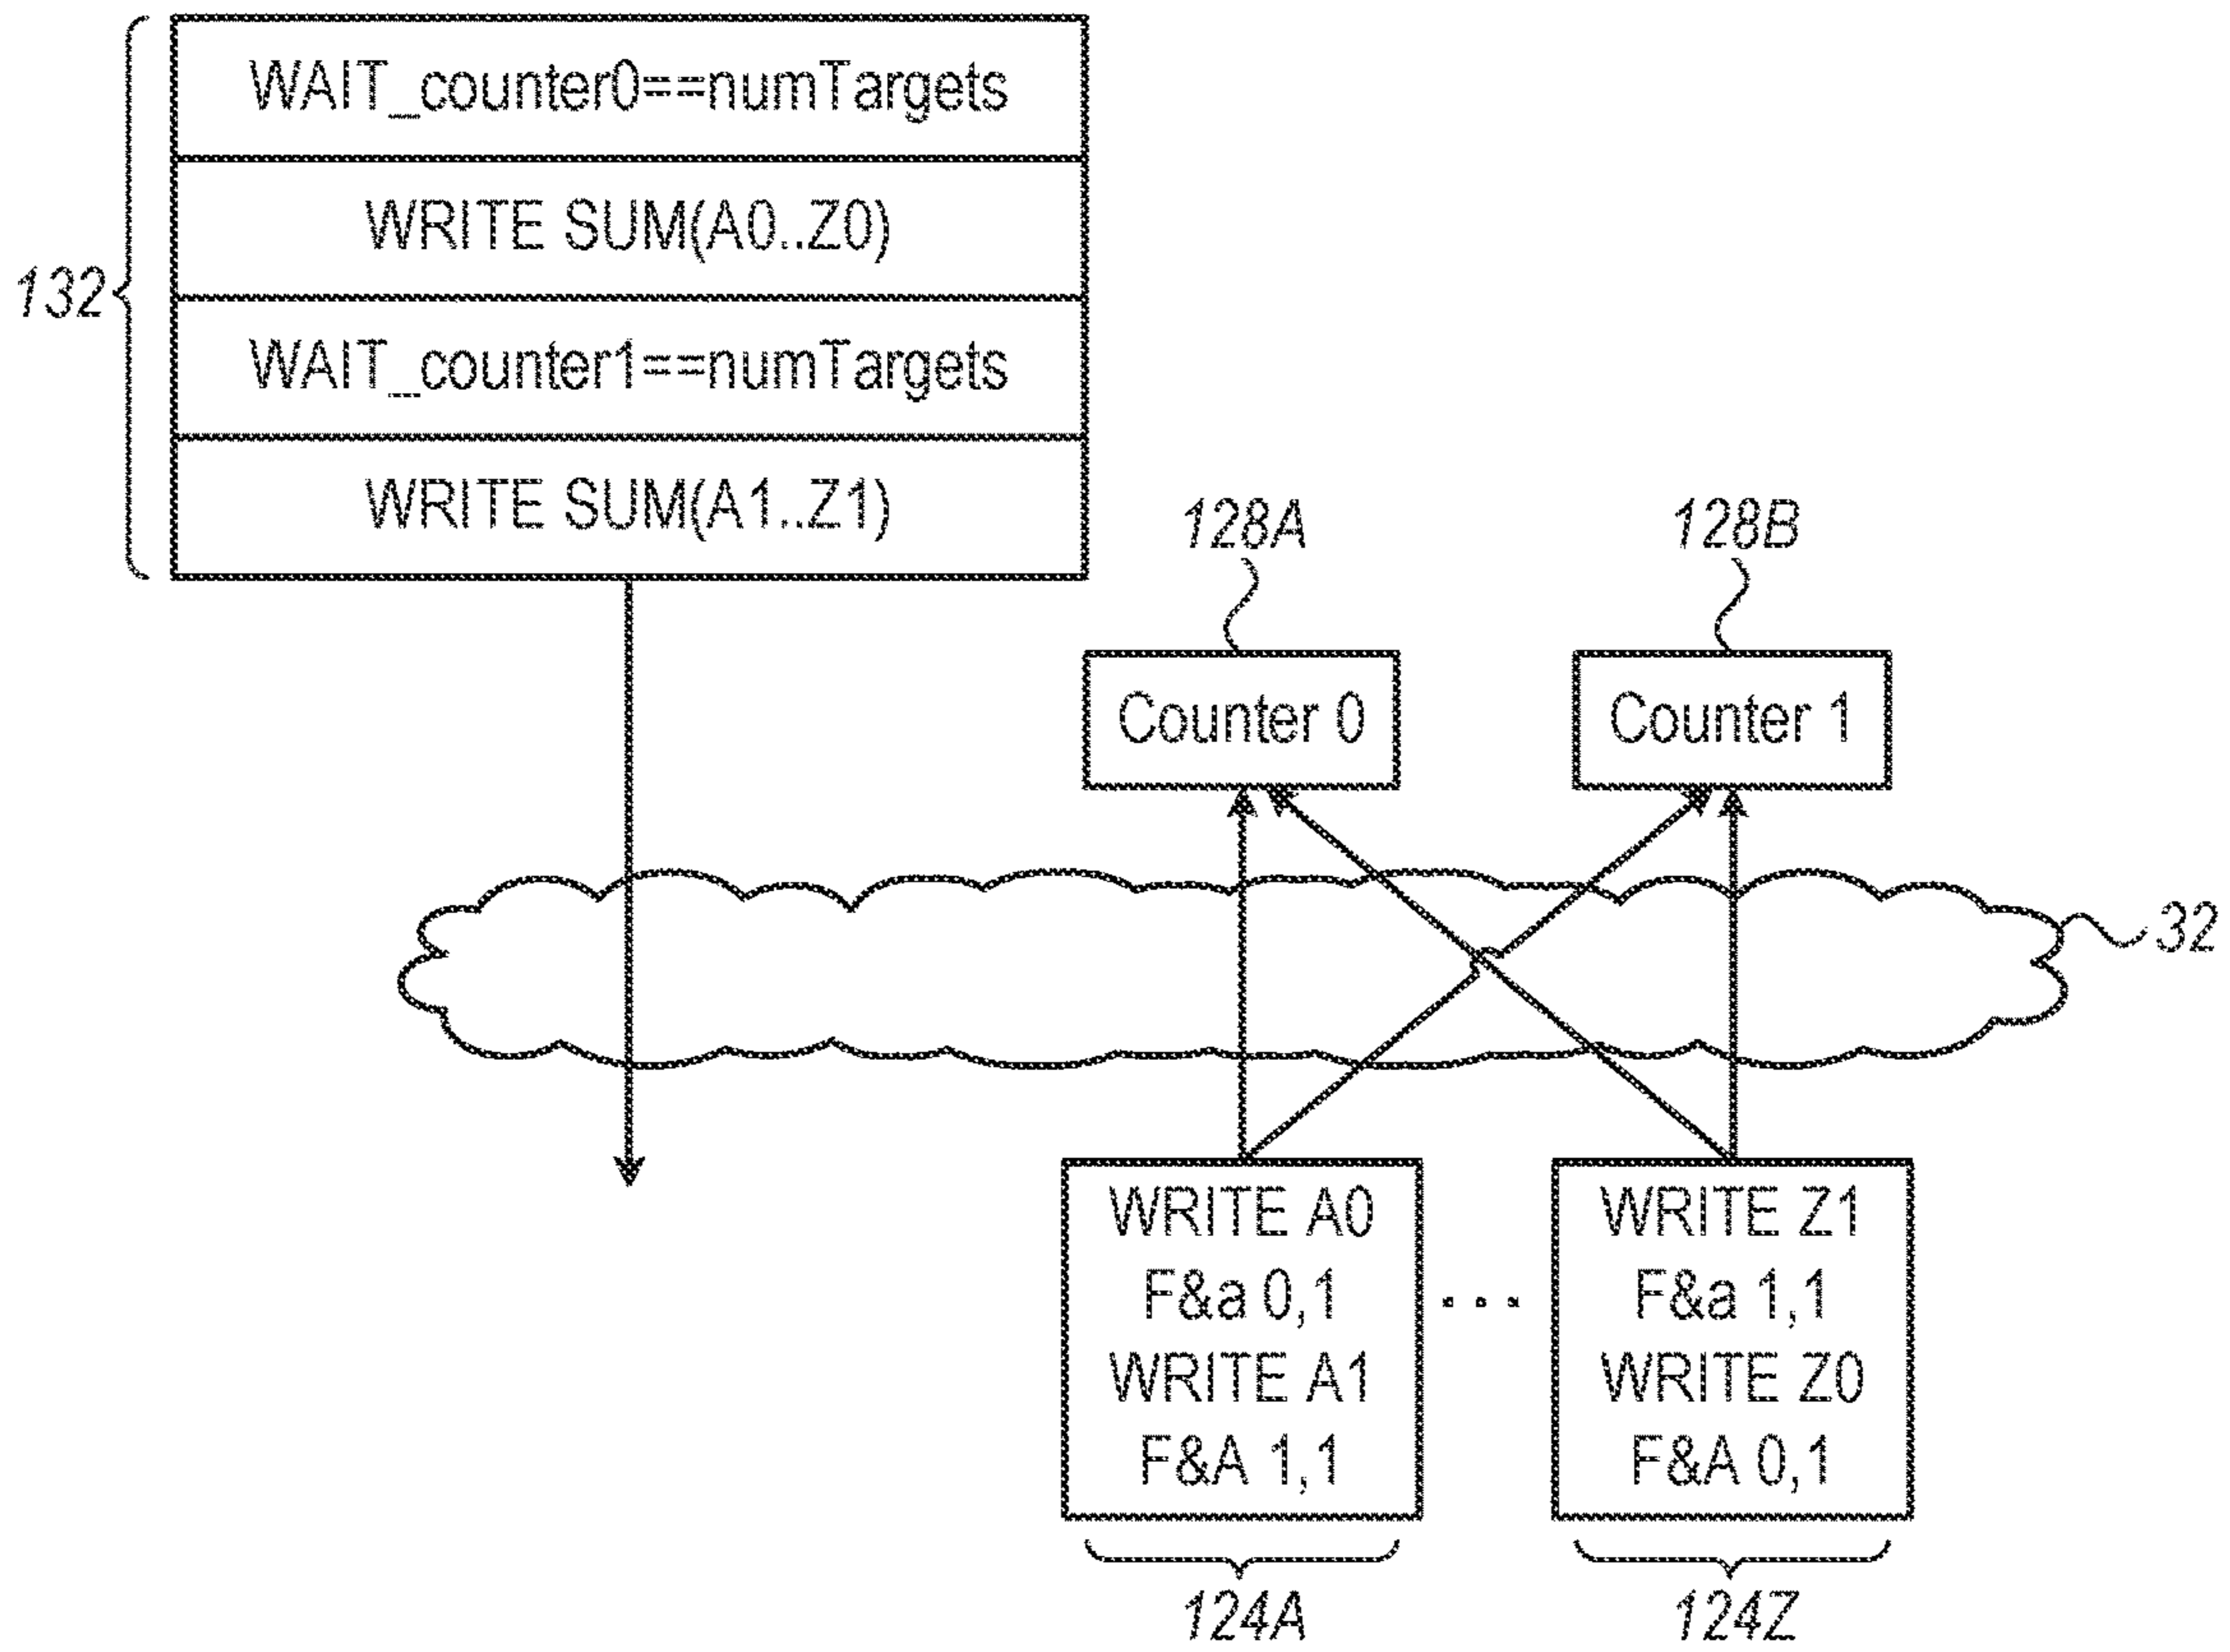 WAIT_counter0==numTargets
WRITE SUM(A0..Z0)
132
WAIT_counter1==numTargets
WRITE SUM(A1..Z1)
128A
128B
Counter 0
Counter 1
32
WRITE A0
F&a 0,1
WRITE A1
F&A 1,1
...
WRITE Z1
F&a 1,1
WRITE Z0
F&A 0,1
124A
124Z